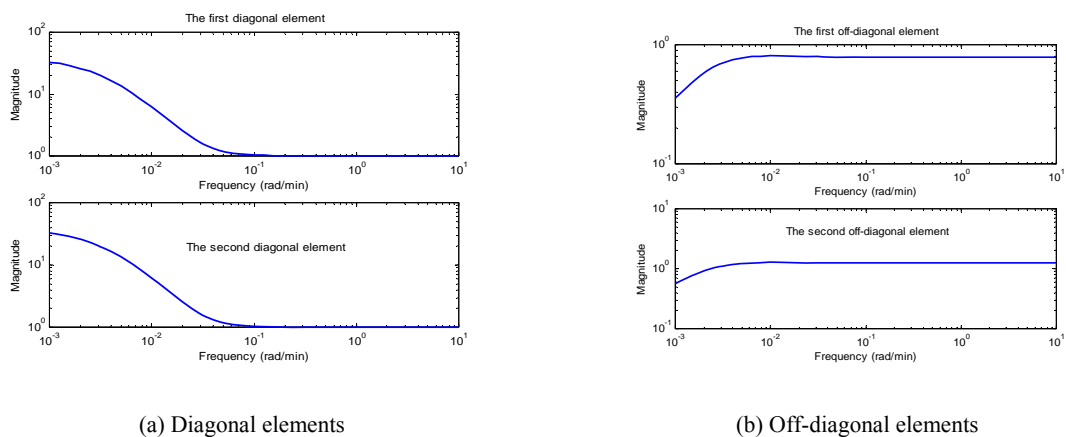 The first diagonal element
10^2
10^1
10^0
Magnitude
10^-3
10^-2
10^-1
10^0
10^1
Frequency (rad/min)
The second diagonal element
10^2
10^1
10^0
Magnitude
10^-3
10^-2
10^-1
10^0
10^1
Frequency (rad/min)
(a) Diagonal elements
The first off-diagonal element
10^0
10^-1
Magnitude
10^-3
10^-2
10^-1
10^0
10^1
Frequency (rad/min)
The second off-diagonal element
10^1
10^0
10^-1
Magnitude
10^-3
10^-2
10^-1
10^0
10^1
Frequency (rad/min)
(b) Off-diagonal elements